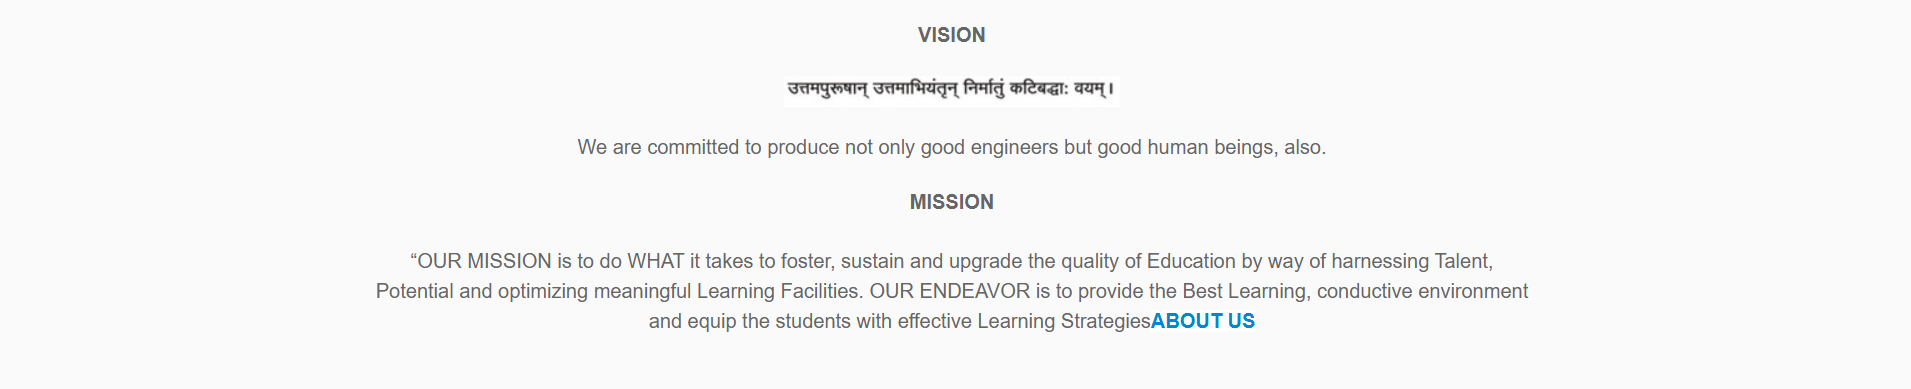 VISION
उत्तमपुरूषान् उत्तमाभियंतृन् निर्मातुं कटिबद्धाः वयम् ।
We are committed to produce not only good engineers but good human beings, also.
MISSION
“OUR MISSION is to do WHAT it takes to foster, sustain and upgrade the quality of Education by way of harnessing Talent,
Potential and optimizing meaningful Learning Facilities. OUR ENDEAVOR is to provide the Best Learning, conductive environment
and equip the students with effective Learning StrategiesABOUT US